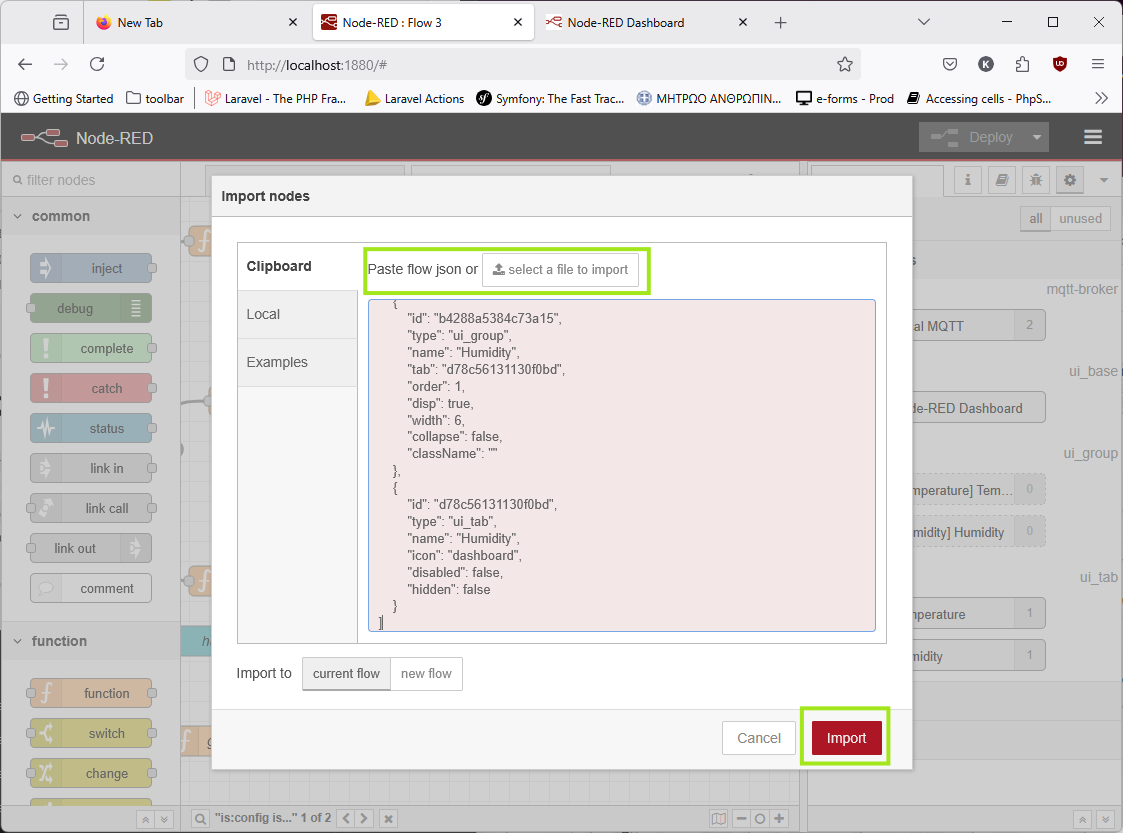 New Tab
Node-RED : Flow 3
Node-RED Dashboard
http://localhost:1880/#
K
Getting Started
toolbar
Laravel - The PHP Fra...
Laravel Actions
Symfony: The Fast Trac...
ΜΗΤΡΩΟ ΑΝΘΡΩΠΙΝ...
e-forms - Prod
Accessing cells - PhpS...
Node-RED
Deploy
filter nodes
common
inject
debug
complete
catch
status
link in
link call
link out
comment
function
function
switch
change
Import nodes
Clipboard
Local
Examples
Paste flow json or
select a file to import
{
"id": "b4288a5384c73a15",
"type": "ui_group",
"name": "Humidity",
"tab": "d78c56131130f0bd",
"order": 1,
"disp": true,
"width": 6,
"collapse": false,
"className": ""
},
{
"id": "d78c56131130f0bd",
"type": "ui_tab",
"name": "Humidity",
"icon": "dashboard",
"disabled": false,
"hidden": false
}
]
Import to
current flow
new flow
Cancel
Import
all
unused
mqtt-broker
al MQTT
2
ui_base
de-RED Dashboard
ui_group
mperature] Tem...
0
midity] Humidity
0
ui_tab
mperature
1
midity
1
"is:config is..." 1 of 2